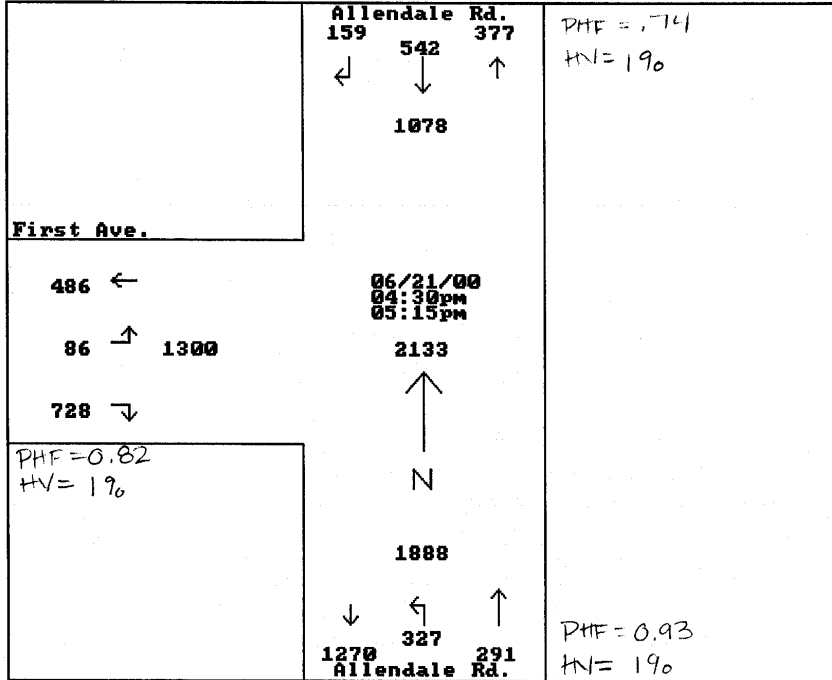 Allendale Rd.
159 377
542
1078
PHF = .74
HV= 1%
First Ave.
486
86 1300
728
06/21/00
04:30pm
05:15pm
2133
PHF =0.82
HV= 1%
N
1888
327
1270 291
Allendale Rd.
PHF = 0.93
HV= 1%